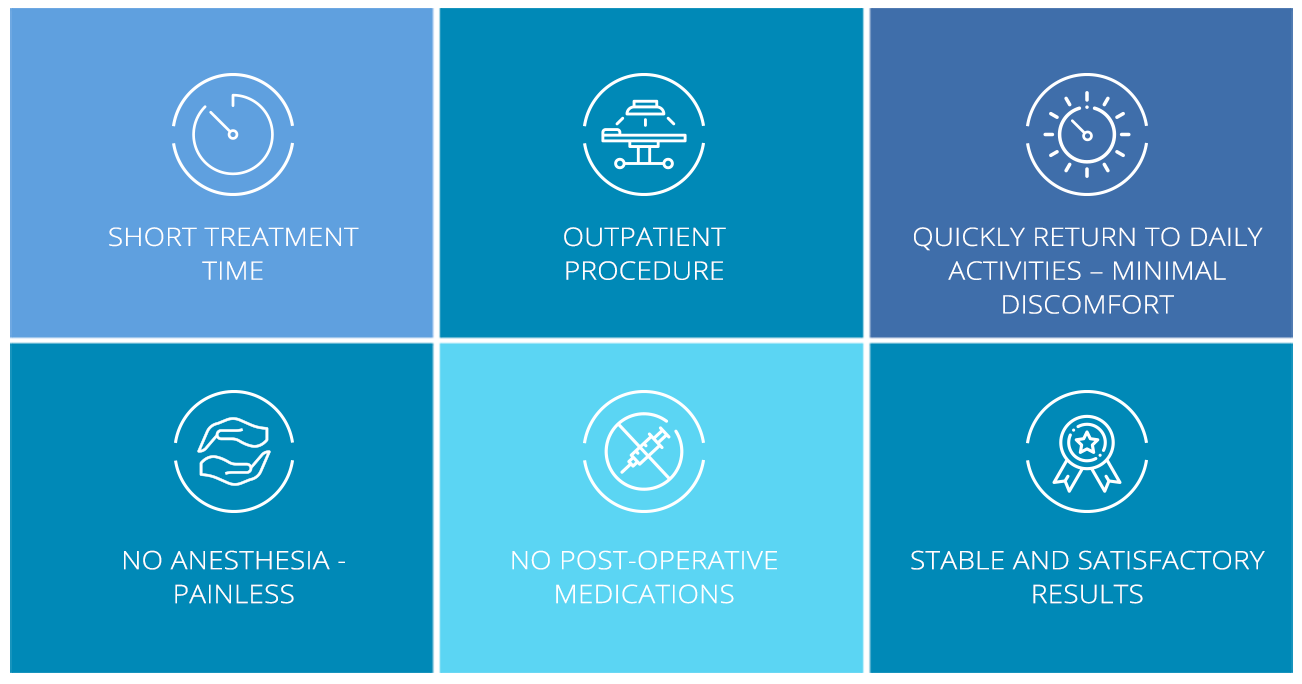 SHORT TREATMENT
TIME
OUTPATIENT
PROCEDURE
QUICKLY RETURN TO DAILY
ACTIVITIES – MINIMAL
DISCOMFORT
NO ANESTHESIA -
PAINLESS
NO POST-OPERATIVE
MEDICATIONS
STABLE AND SATISFACTORY
RESULTS